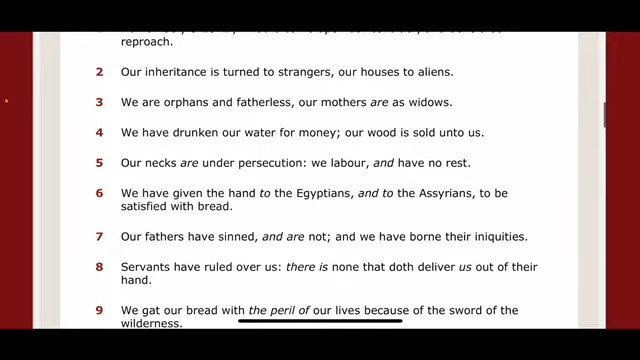 reproach.
2 Our inheritance is turned to strangers, our houses to aliens.
3 We are orphans and fatherless, our mothers are as widows.
4 We have drunken our water for money; our wood is sold unto us.
5 Our necks are under persecution: we labour, and have no rest.
6 We have given the hand to the Egyptians, and to the Assyrians, to be
satisfied with bread.
7 Our fathers have sinned, and are not; and we have borne their iniquities.
8 Servants have ruled over us: there is none that doth deliver us out of their
hand.
9 We gat our bread with the peril of our lives because of the sword of the
wilderness.